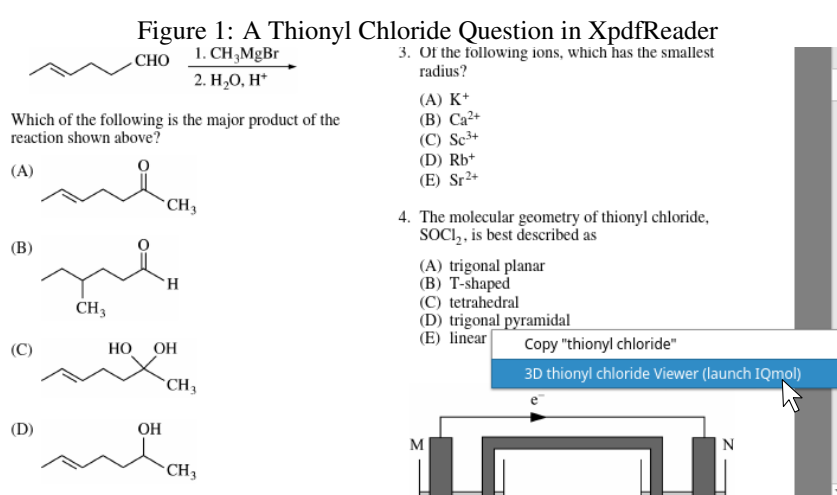 Figure 1: A Thionyl Chloride Question in XpdfReader
CHO
1. CH₃MgBr
2. H₂O, H⁺
Which of the following is the major product of the
reaction shown above?
(A)
O
CH₃
(B)
O
H
CH₃
(C)
HO OH
CH₃
(D)
OH
CH₃
3. Of the following ions, which has the smallest
radius?
(A) K⁺
(B) Ca²⁺
(C) Sc³⁺
(D) Rb⁺
(E) Sr²⁺
4. The molecular geometry of thionyl chloride,
SOCl₂, is best described as
(A) trigonal planar
(B) T-shaped
(C) tetrahedral
(D) trigonal pyramidal
(E) linear
Copy "thionyl chloride"
3D thionyl chloride Viewer (launch IQmol)
e⁻
M
N